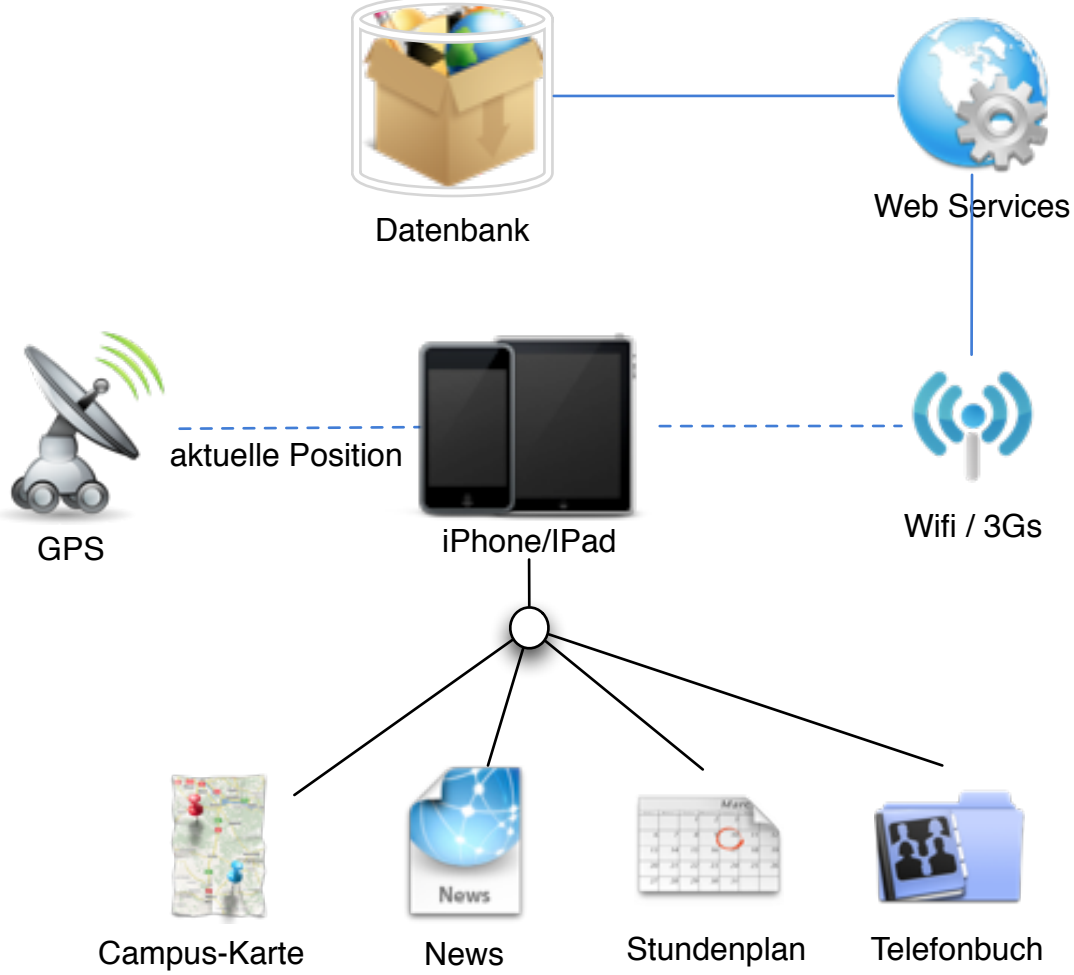 Datenbank
Web Services
aktuelle Position
GPS
iPhone/IPad
Wifi / 3Gs
News
Campus-Karte
News
Stundenplan
Telefonbuch